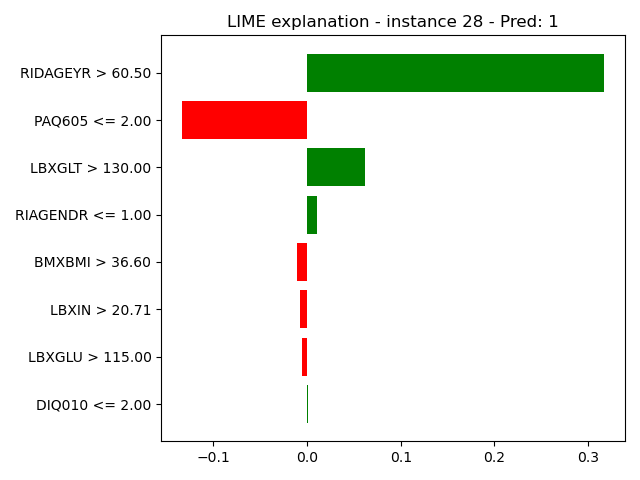 LIME explanation - instance 28 - Pred: 1
RIDAGEYR > 60.50
PAQ605 <= 2.00
LBXGLT > 130.00
RIAGENDR <= 1.00
BMXBMI > 36.60
LBXIN > 20.71
LBXGLU > 115.00
DIQ010 <= 2.00
−0.1 0.0 0.1 0.2 0.3